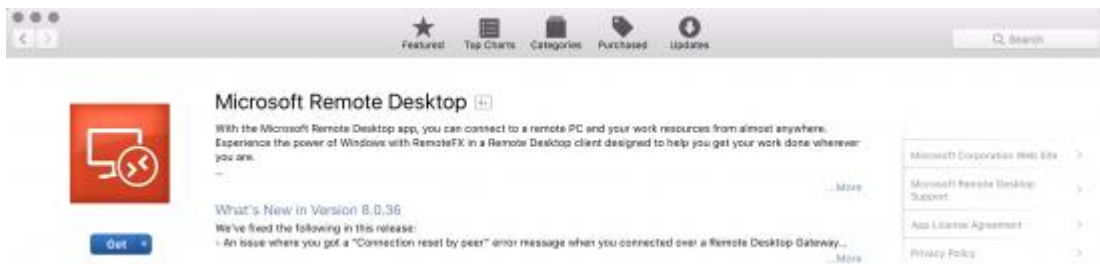 Featured Top Charts Categories Purchased Updates
Search
Microsoft Remote Desktop 4+
With the Microsoft Remote Desktop app, you can connect to a remote PC and your work resources from almost anywhere.
Experience the power of Windows with RemoteFX in a Remote Desktop client designed to help you get your work done wherever
you are.
...
...More
What's New in Version 8.0.36
We've fixed the following in this release:
- An issue where you got a "Connection reset by peer" error message when you connected over a Remote Desktop Gateway...
...More
Get
Microsoft Corporation Web Site
Microsoft Remote Desktop
Support
App License Agreement
Privacy Policy